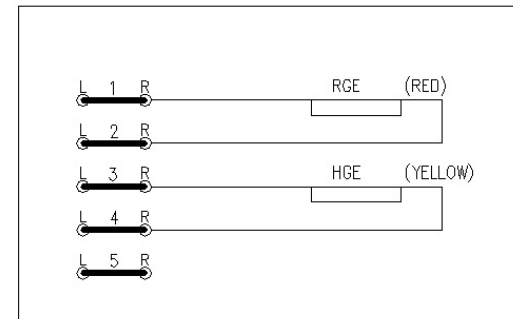 L 1 R RGE (RED)
L 2 R
L 3 R HGE (YELLOW)
L 4 R
L 5 R